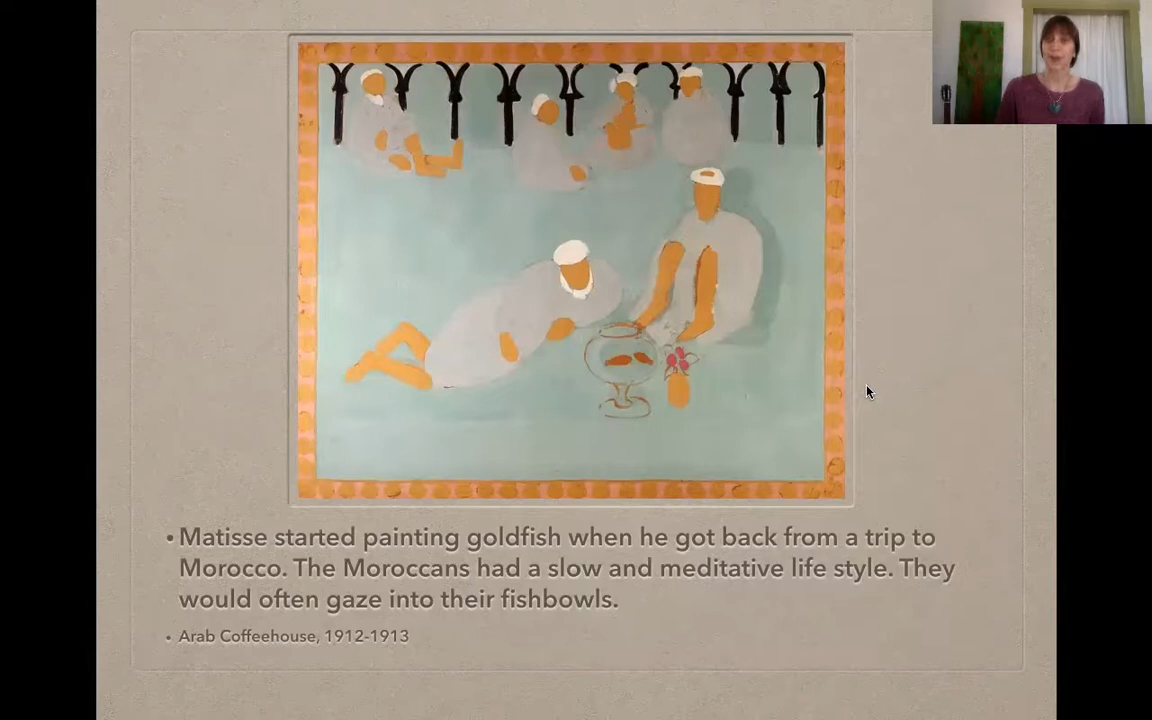 • Matisse started painting goldfish when he got back from a trip to
Morocco. The Moroccans had a slow and meditative life style. They
would often gaze into their fishbowls.
• Arab Coffeehouse, 1912-1913